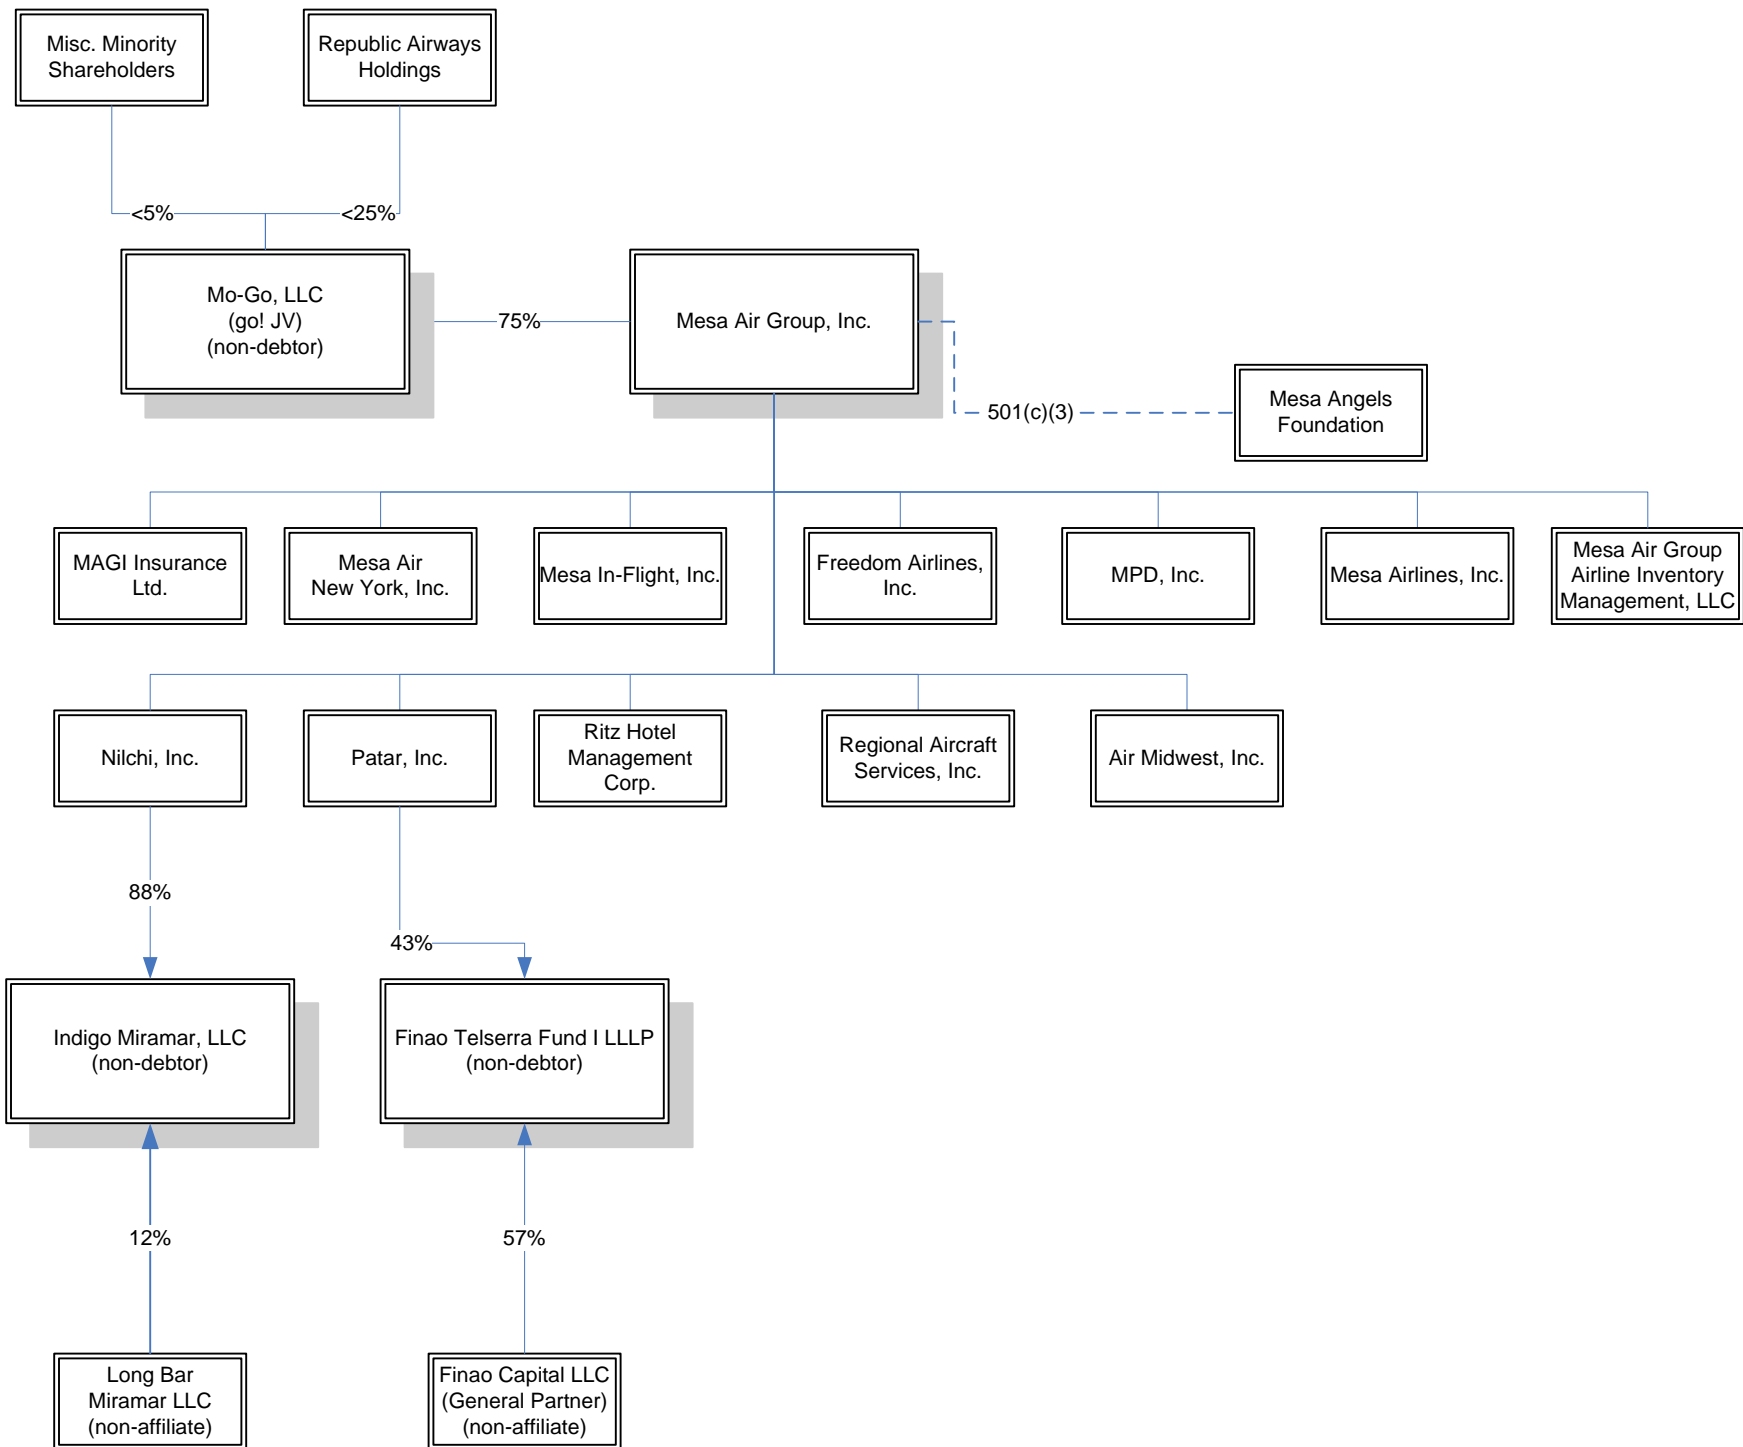 Misc. Minority
Shareholders
Republic Airways
Holdings
<5%
<25%
Mo-Go, LLC
(go! JV)
(non-debtor)
75%
Mesa Air Group, Inc.
501(c)(3)
Mesa Angels
Foundation
MAGI Insurance
Ltd.
Mesa Air
New York, Inc.
Mesa In-Flight, Inc.
Freedom Airlines,
Inc.
MPD, Inc.
Mesa Airlines, Inc.
Mesa Air Group
Airline Inventory
Management, LLC
Nilchi, Inc.
Patar, Inc.
Ritz Hotel
Management
Corp.
Regional Aircraft
Services, Inc.
Air Midwest, Inc.
88%
43%
Indigo Miramar, LLC
(non-debtor)
Finao Telserra Fund I LLLP
(non-debtor)
12%
57%
Long Bar
Miramar LLC
(non-affiliate)
Finao Capital LLC
(General Partner)
(non-affiliate)